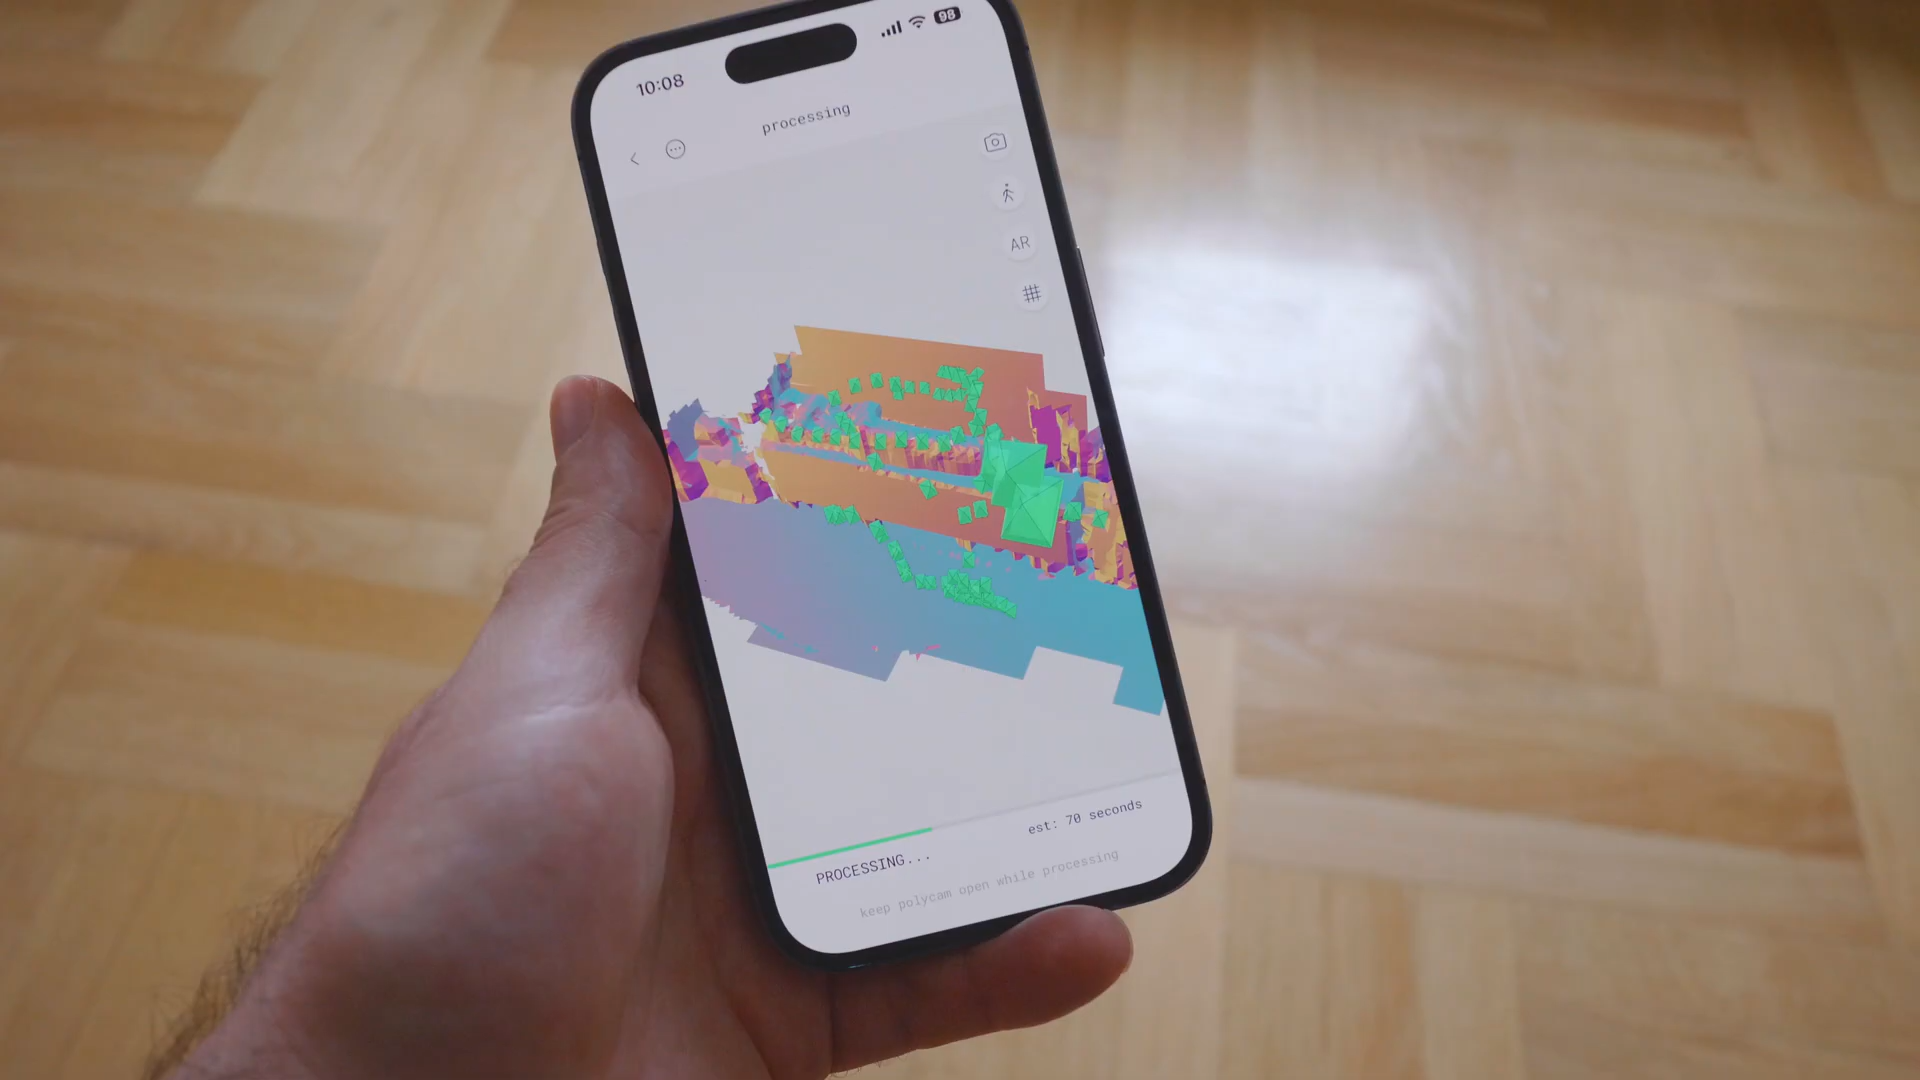 10:08
98
processing
AR
est: 70 seconds
PROCESSING...
keep polycam open while processing